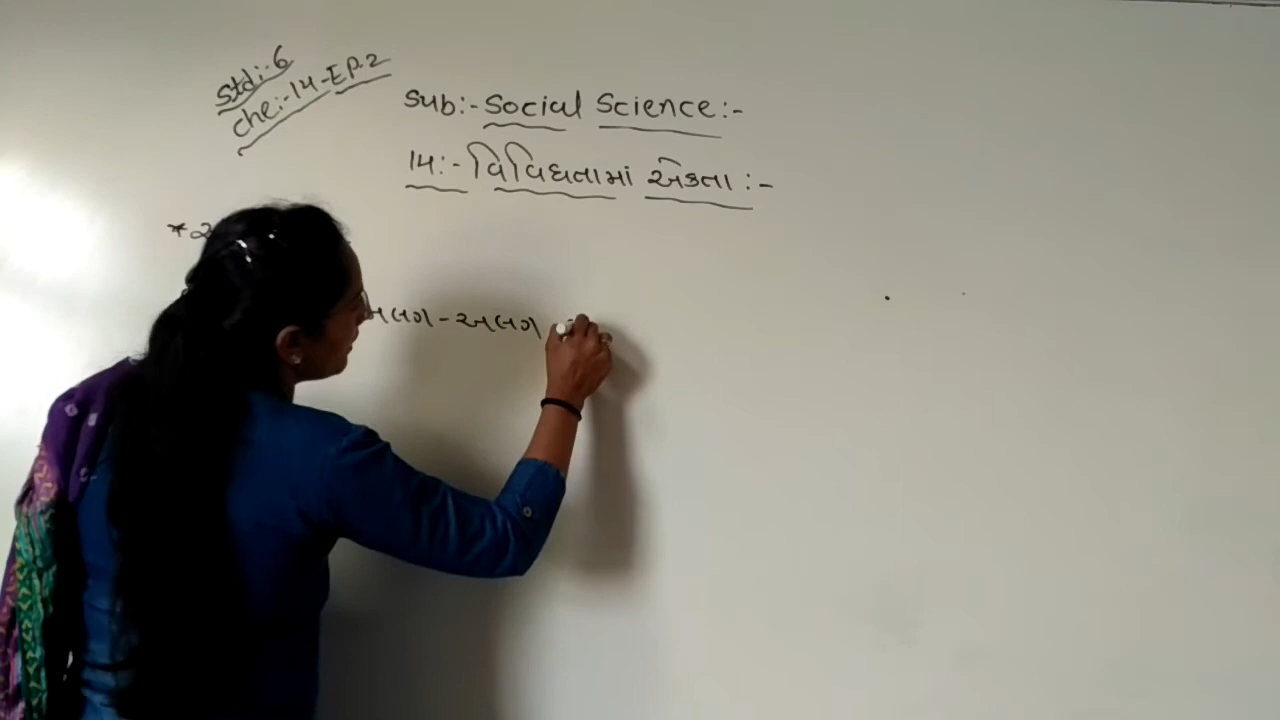 Std:-6
che:-14-EP.2
Sub:- Social Science:-
14:- વિવિધતામાં એકતા :-
*
અલગ - અલગ